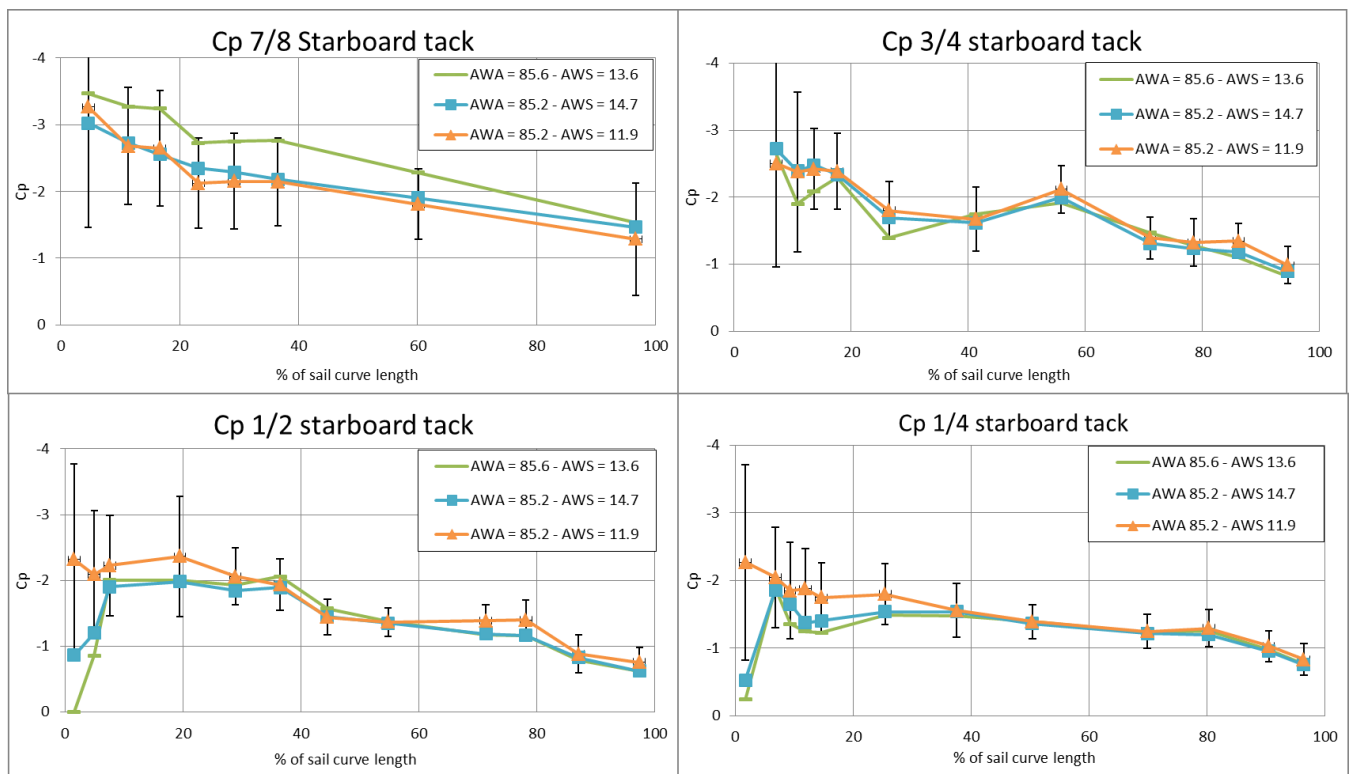 Cp 7/8 Starboard tack
AWA = 85.6 - AWS = 13.6
AWA = 85.2 - AWS = 14.7
AWA = 85.2 - AWS = 11.9
-4
-3
-2
-1
0
Cp
0 20 40 60 80 100
% of sail curve length
Cp 3/4 starboard tack
AWA = 85.6 - AWS = 13.6
AWA = 85.2 - AWS = 14.7
AWA = 85.2 - AWS = 11.9
-4
-3
-2
-1
0
Cp
0 20 40 60 80 100
% of sail curve length
Cp 1/2 starboard tack
AWA = 85.6 - AWS = 13.6
AWA = 85.2 - AWS = 14.7
AWA = 85.2 - AWS = 11.9
-4
-3
-2
-1
0
Cp
0 20 40 60 80 100
% of sail curve length
Cp 1/4 starboard tack
AWA 85.6 - AWS 13.6
AWA 85.2 - AWS 14.7
AWA 85.2 - AWS 11.9
-4
-3
-2
-1
0
Cp
0 20 40 60 80 100
% of sail curve length